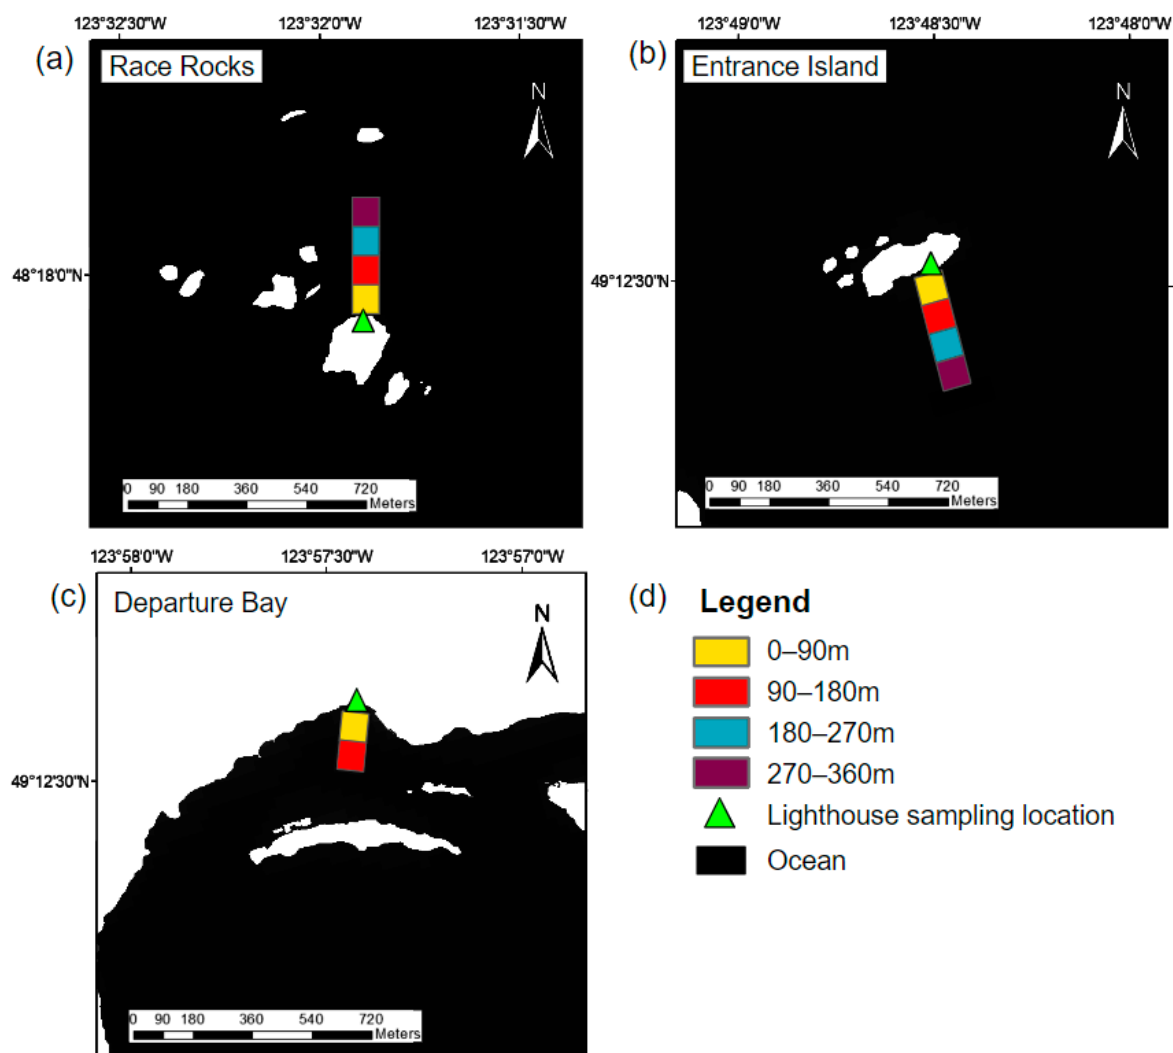 123°32'30"W 123°32'0"W 123°31'30"W
(a) Race Rocks
N
48°18'0"N
0 90 180 360 540 720
Meters
123°49'0"W 123°48'30"W 123°48'0"W
(b) Entrance Island
N
49°12'30"N
0 90 180 360 540 720
Meters
123°58'0"W 123°57'30"W 123°57'0"W
(c) Departure Bay
N
49°12'30"N
0 90 180 360 540 720
Meters
(d) Legend
0–90m
90–180m
180–270m
270–360m
Lighthouse sampling location
Ocean